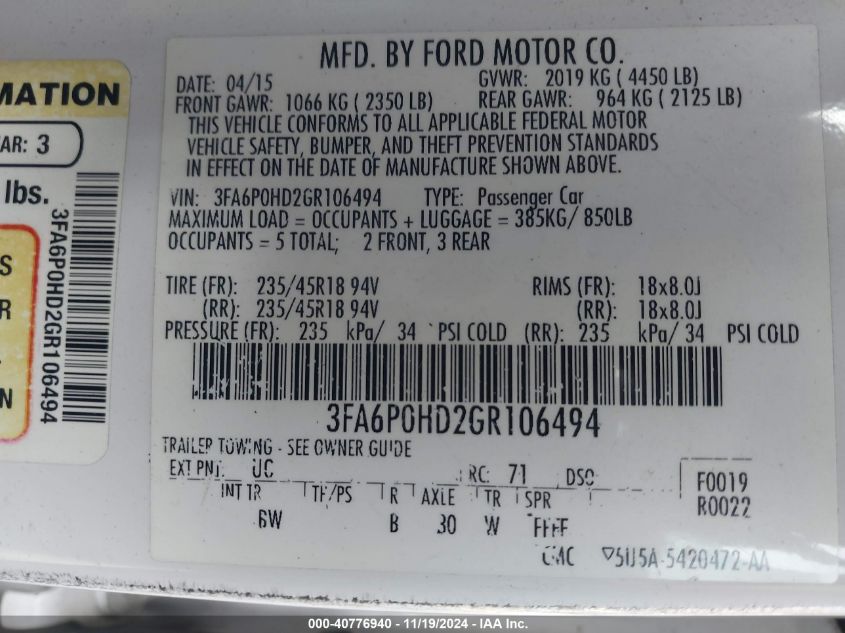 MATION
AR: 3
lbs.
3FA6P0HD2GR106494
S
R
N
MFD. BY FORD MOTOR CO.
DATE: 04/15 GVWR: 2019 KG ( 4450 LB)
FRONT GAWR: 1066 KG ( 2350 LB) REAR GAWR: 964 KG ( 2125 LB)
THIS VEHICLE CONFORMS TO ALL APPLICABLE FEDERAL MOTOR
VEHICLE SAFETY, BUMPER, AND THEFT PREVENTION STANDARDS
IN EFFECT ON THE DATE OF MANUFACTURE SHOWN ABOVE.
VIN: 3FA6P0HD2GR106494 TYPE: Passenger Car
MAXIMUM LOAD = OCCUPANTS + LUGGAGE = 385KG/ 850LB
OCCUPANTS = 5 TOTAL; 2 FRONT, 3 REAR
TIRE (FR): 235/45R18 94V RIMS (FR): 18x8.0J
(RR): 235/45R18 94V (RR): 18x8.0J
PRESSURE (FR): 235 kPa/ 34 PSI COLD (RR): 235 kPa/ 34 PSI COLD
3FA6P0HD2GR106494
TRAILER TOWING - SEE OWNER GUIDE
EXT PNT: UC RC: 71 DSO
F0019
R0022
INT TR TP/PS R AXLE TR SPR
6W B 30 W FFFF
5U5A-5420472-AA
000-40776940 - 11/19/2024 - IAA Inc.